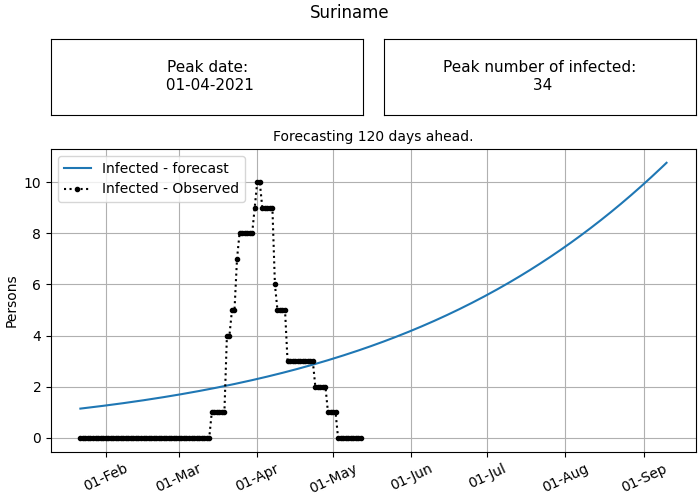 Suriname
Peak date:
01-04-2021
Peak number of infected:
34
Forecasting 120 days ahead.
Infected - forecast
Infected - Observed
Persons
10
8
6
4
2
0
01-Feb
01-Mar
01-Apr
01-May
01-Jun
01-Jul
01-Aug
01-Sep